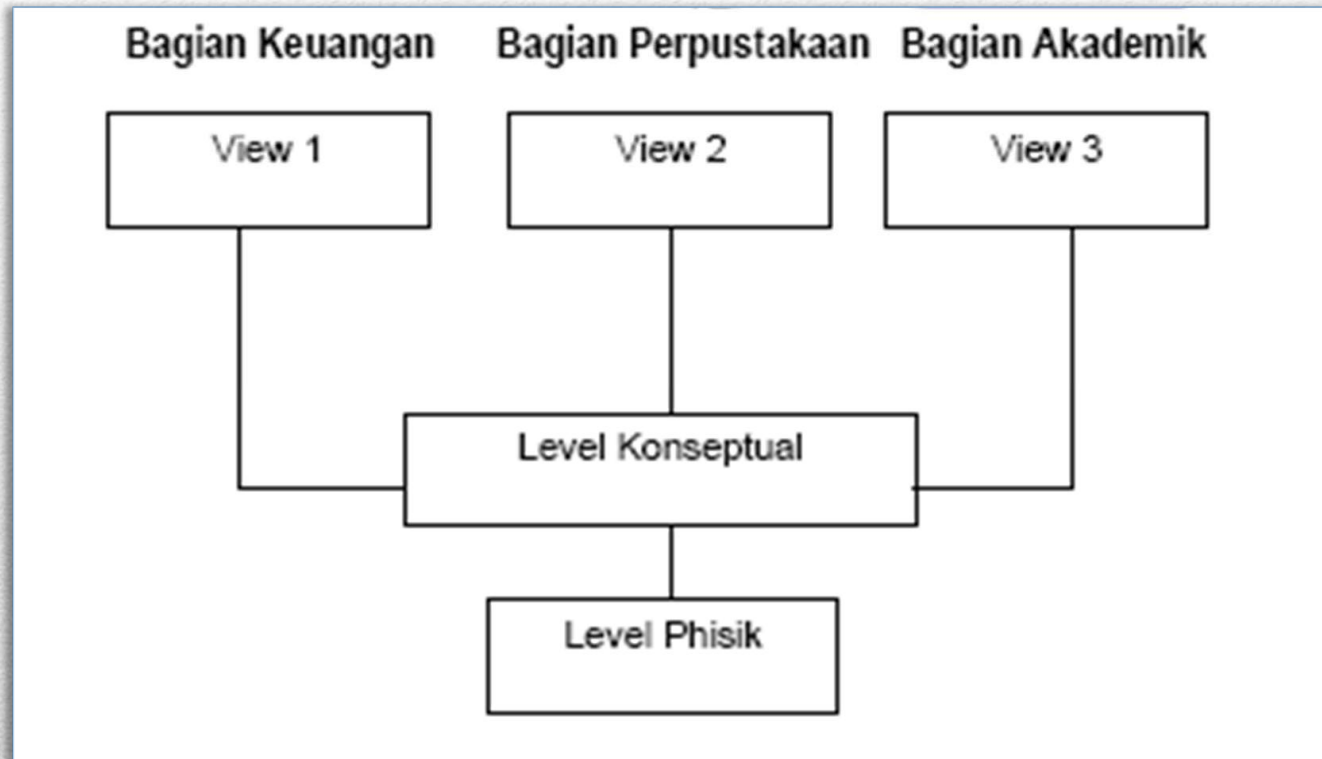 Bagian Keuangan Bagian Perpustakaan Bagian Akademik
View 1 View 2 View 3
Level Konseptual
Level Phisik